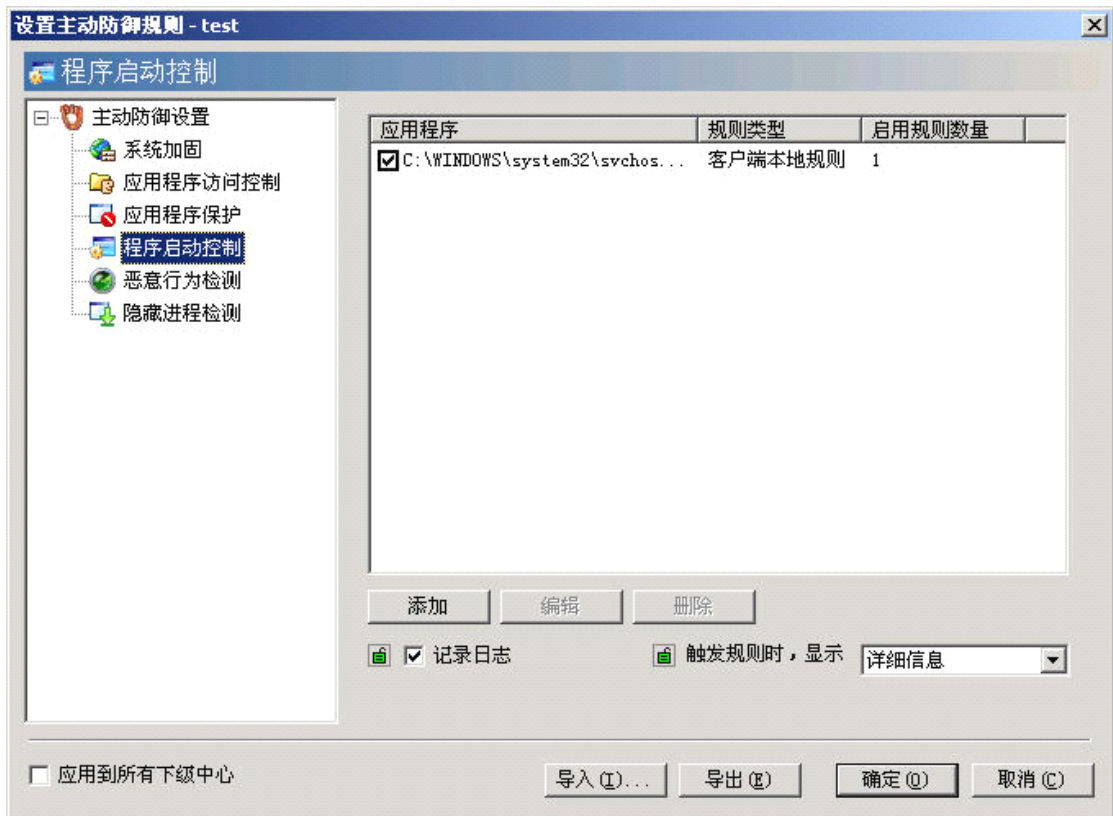 设置主动防御规则 - test
程序启动控制
主动防御设置
系统加固
应用程序访问控制
应用程序保护
程序启动控制
恶意行为检测
隐藏进程检测
应用程序 规则类型 启用规则数量
C:\WINDOWS\system32\svchos... 客户端本地规则 1
添加 编辑 删除
记录日志 触发规则时，显示 详细信息
应用到所有下级中心 导入(I)... 导出(E) 确定(O) 取消(C)